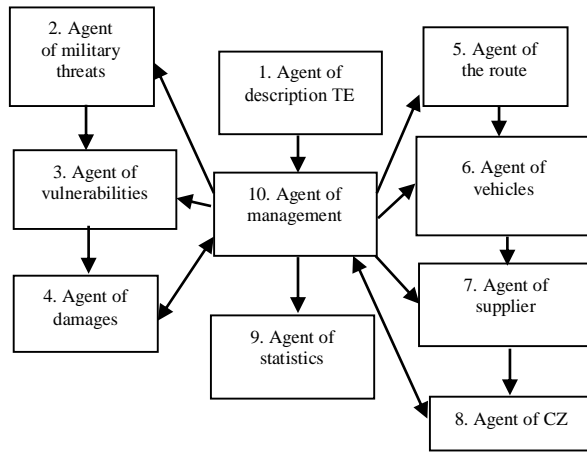 2. Agent
of military
threats
1. Agent of
description TE
5. Agent of
the route
3. Agent of
vulnerabilities
10. Agent of
management
6. Agent of
vehicles
4. Agent of
damages
9. Agent of
statistics
7. Agent of
supplier
8. Agent of CZ